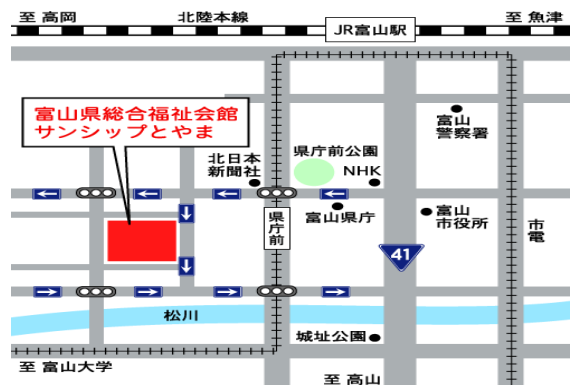 至 高岡
北陸本線
至 魚津
JR富山駅
富山県総合福祉会館
サンシップとやま
富山
警察署
北日本
新聞社
県庁前公園
NHK
富山県庁
富山
市役所
県庁前
市電
41
松川
城址公園
至 富山大学
至 高山